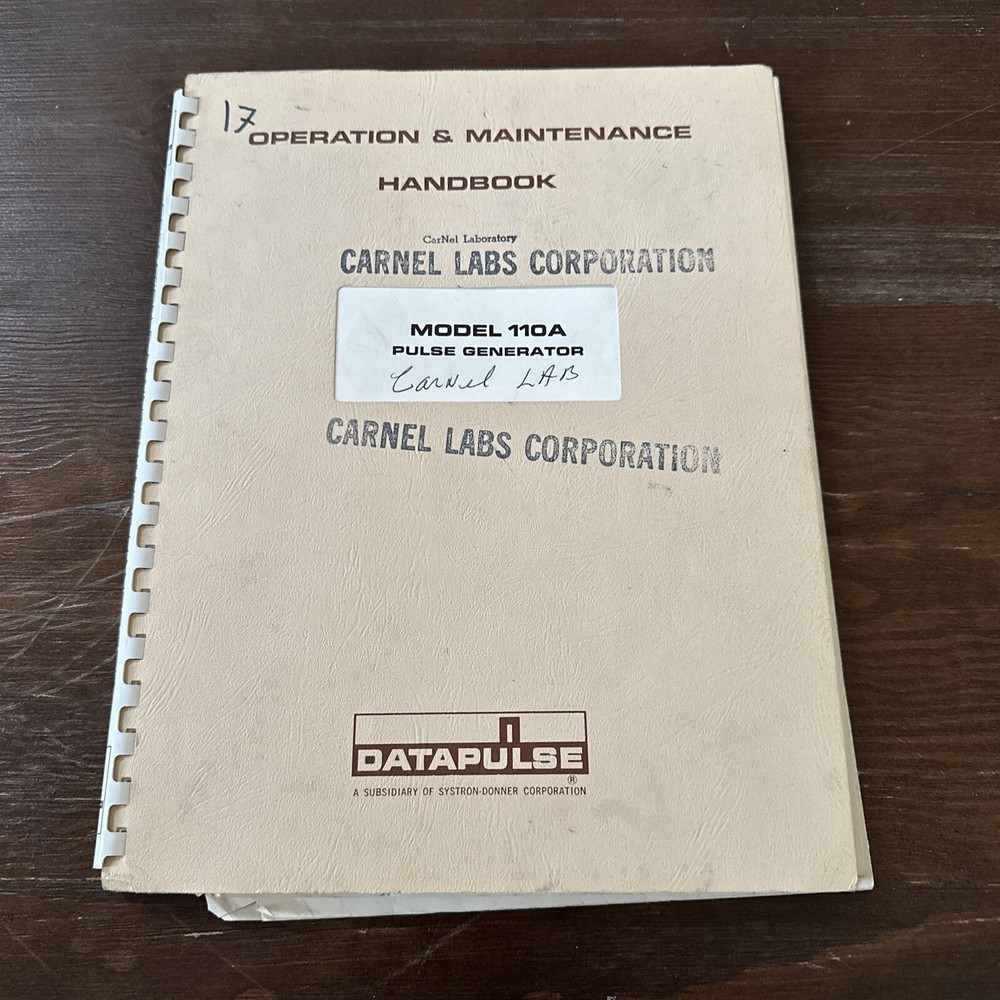 17
OPERATION & MAINTENANCE
HANDBOOK
CarNel Laboratory
CARNEL LABS CORPORATION
MODEL 110A
PULSE GENERATOR
Carnel LAB
CARNEL LABS CORPORATION
DATAPULSE
®
A SUBSIDIARY OF SYSTRON-DONNER CORPORATION